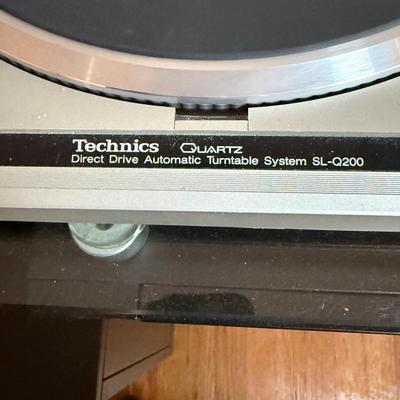 Technics QUARTZ
Direct Drive Automatic Turntable System SL-Q200